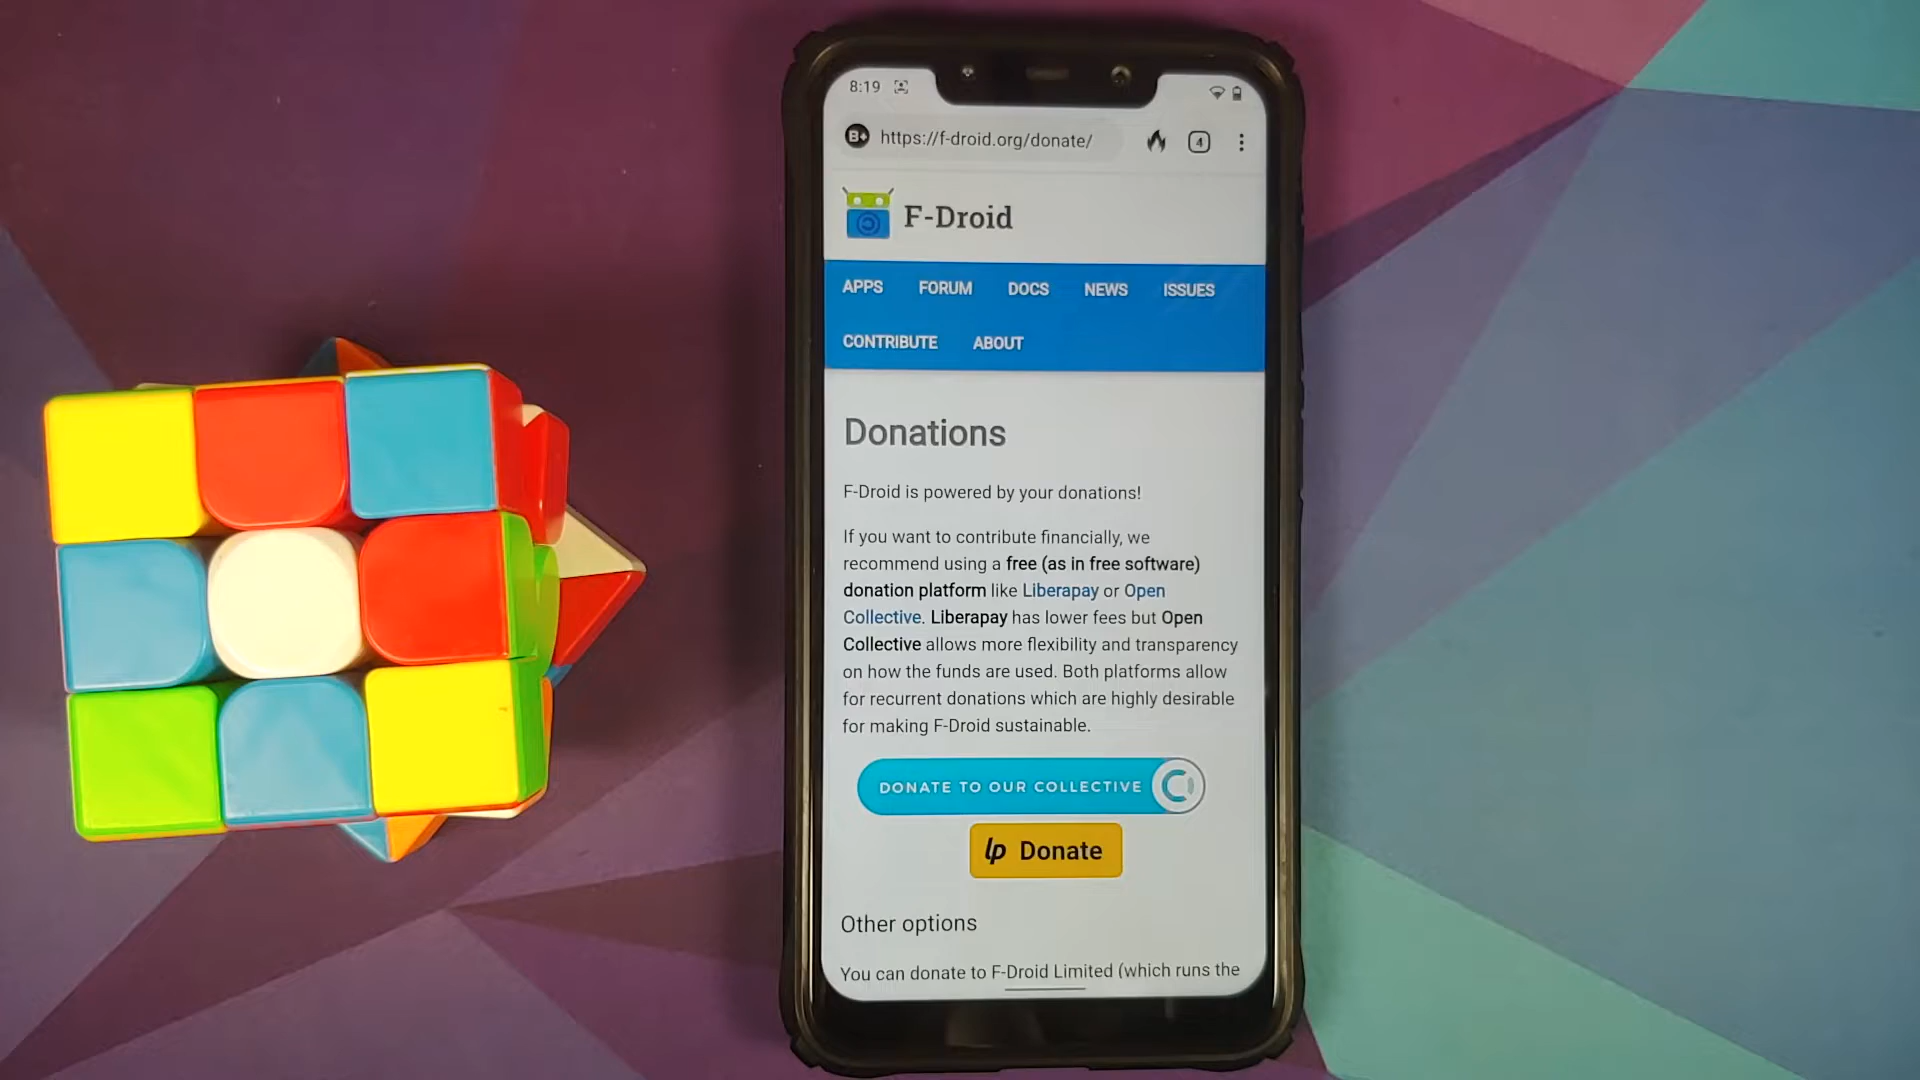 8:19
B+ https://f-droid.org/donate/ 4
F-Droid
APPS FORUM DOCS NEWS ISSUES
CONTRIBUTE ABOUT
Donations
F-Droid is powered by your donations!
If you want to contribute financially, we
recommend using a free (as in free software)
donation platform like Liberapay or Open
Collective. Liberapay has lower fees but Open
Collective allows more flexibility and transparency
on how the funds are used. Both platforms allow
for recurrent donations which are highly desirable
for making F-Droid sustainable.
DONATE TO OUR COLLECTIVE
lp Donate
Other options
You can donate to F-Droid Limited (which runs the